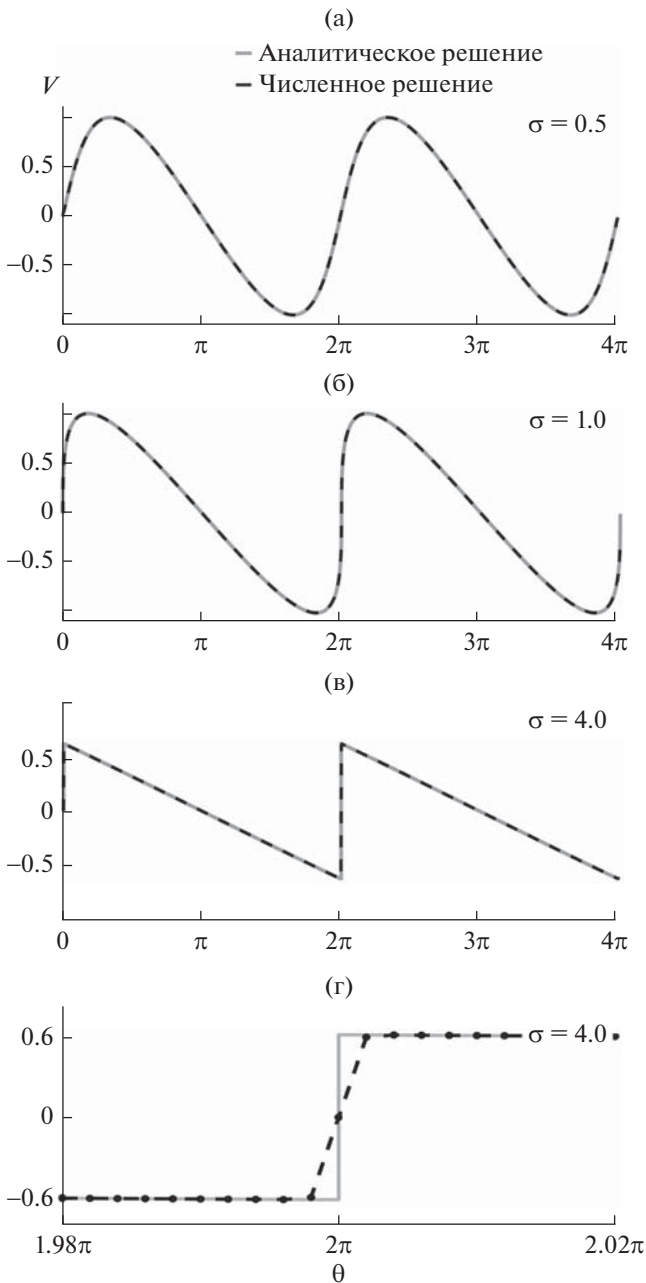 (а)
Аналитическое решение
V
Численное решение
σ = 0.5
0.5
0
–0.5
0 π 2π 3π 4π
(б)
σ = 1.0
0.5
0
–0.5
0 π 2π 3π 4π
(в)
σ = 4.0
0.5
0
–0.5
0 π 2π 3π 4π
(г)
0.6
σ = 4.0
0
–0.6
1.98π 2π 2.02π
θ